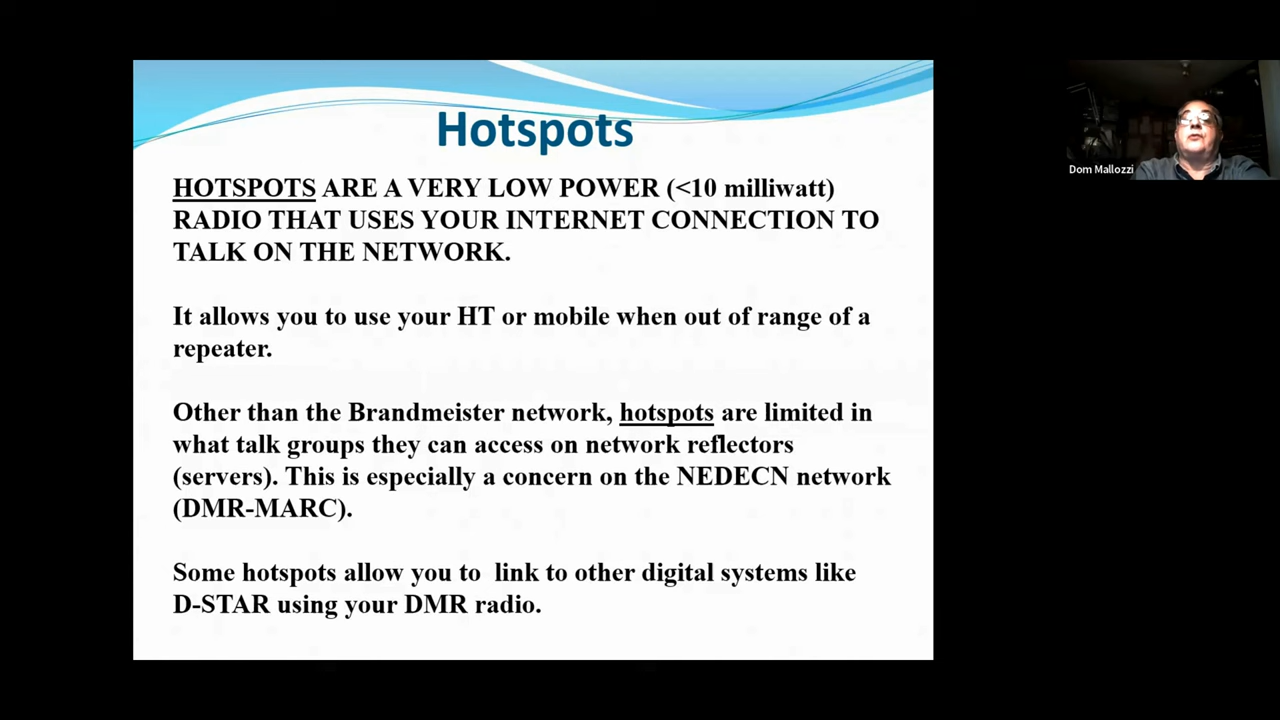 Hotspots
HOTSPOTS ARE A VERY LOW POWER (<10 milliwatt)
RADIO THAT USES YOUR INTERNET CONNECTION TO
TALK ON THE NETWORK.
It allows you to use your HT or mobile when out of range of a
repeater.
Other than the Brandmeister network, hotspots are limited in
what talk groups they can access on network reflectors
(servers). This is especially a concern on the NEDECN network
(DMR-MARC).
Some hotspots allow you to  link to other digital systems like
D-STAR using your DMR radio.
Dom Mallozzi